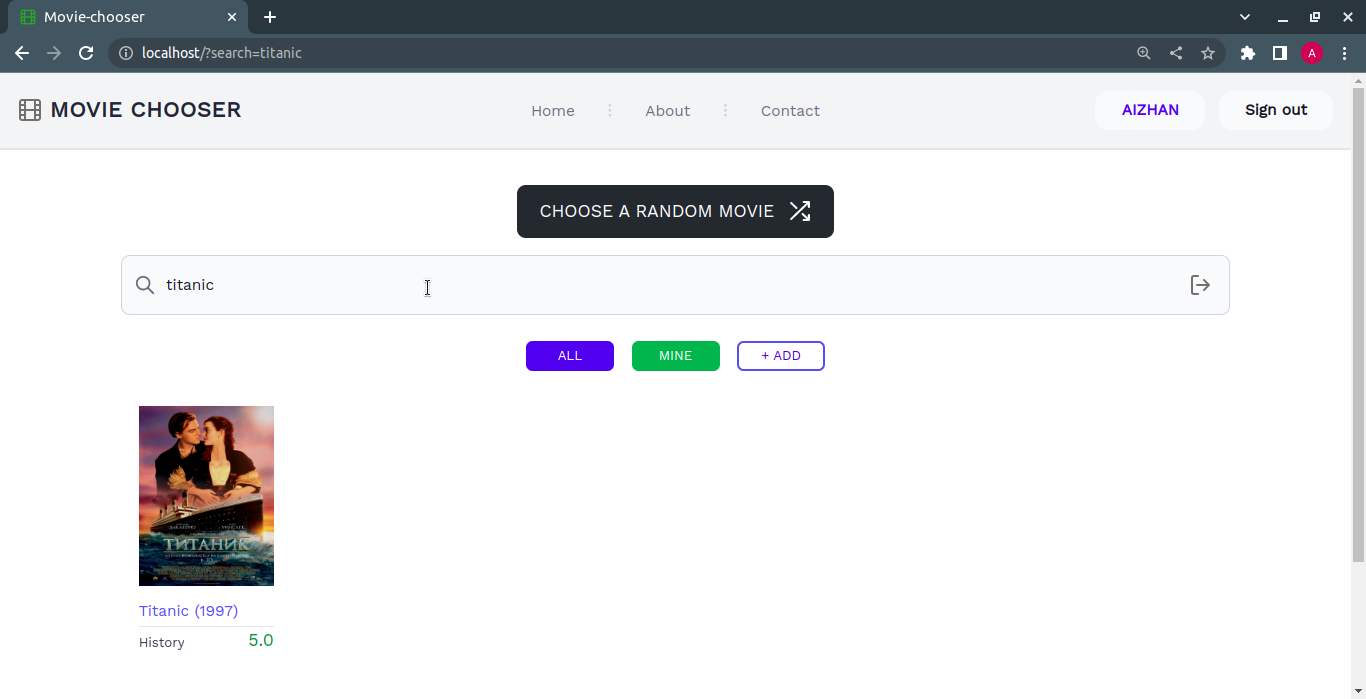 Movie-chooser
localhost/?search=titanic
A
MOVIE CHOOSER
Home
About
Contact
AIZHAN
Sign out
CHOOSE A RANDOM MOVIE
titanic
ALL
MINE
+ ADD
ТИТАНИК
Titanic (1997)
History
5.0